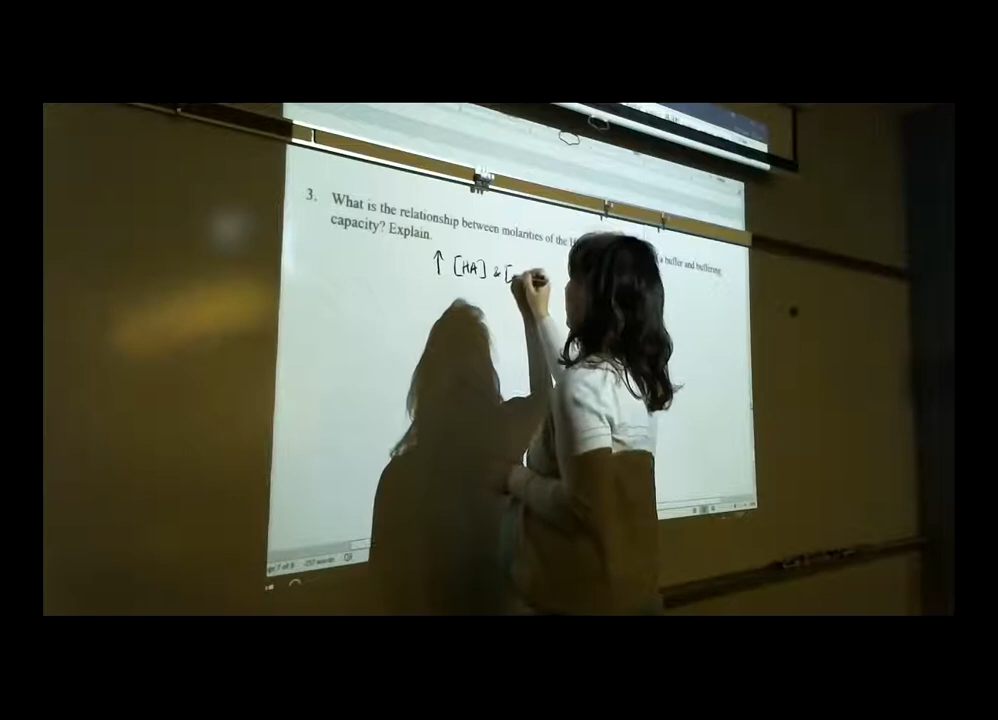 3. What is the relationship between molarities of the a buffer and buffering
capacity? Explain.
↑ [HA] & [